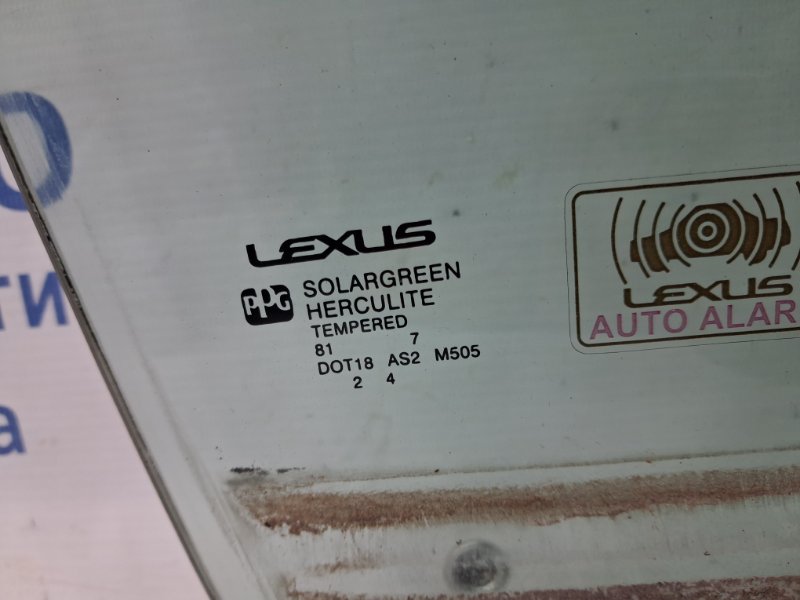 LEXUS
PPG
SOLARGREEN
HERCULITE
TEMPERED
81 7
DOT18 AS2 M505
2 4
LEXUS
AUTO ALAR